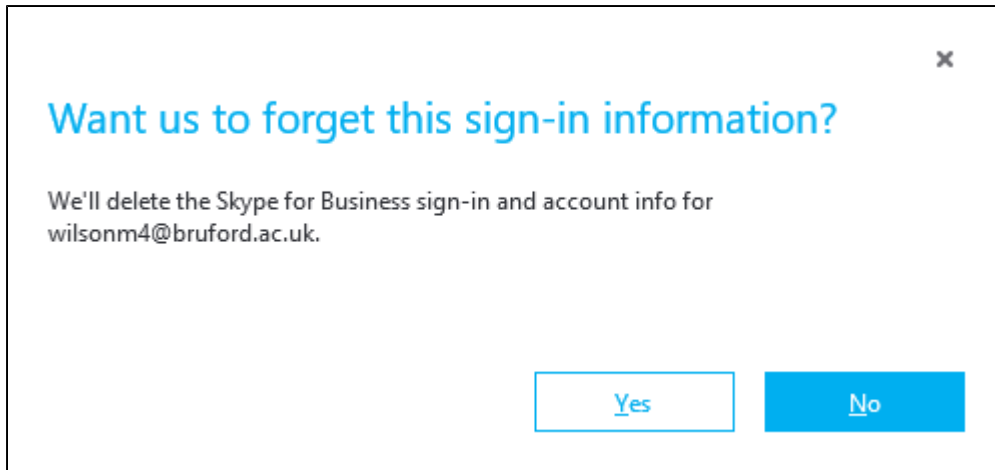 Want us to forget this sign-in information?
We'll delete the Skype for Business sign-in and account info for
wilsonm4@bruford.ac.uk.
Yes
No